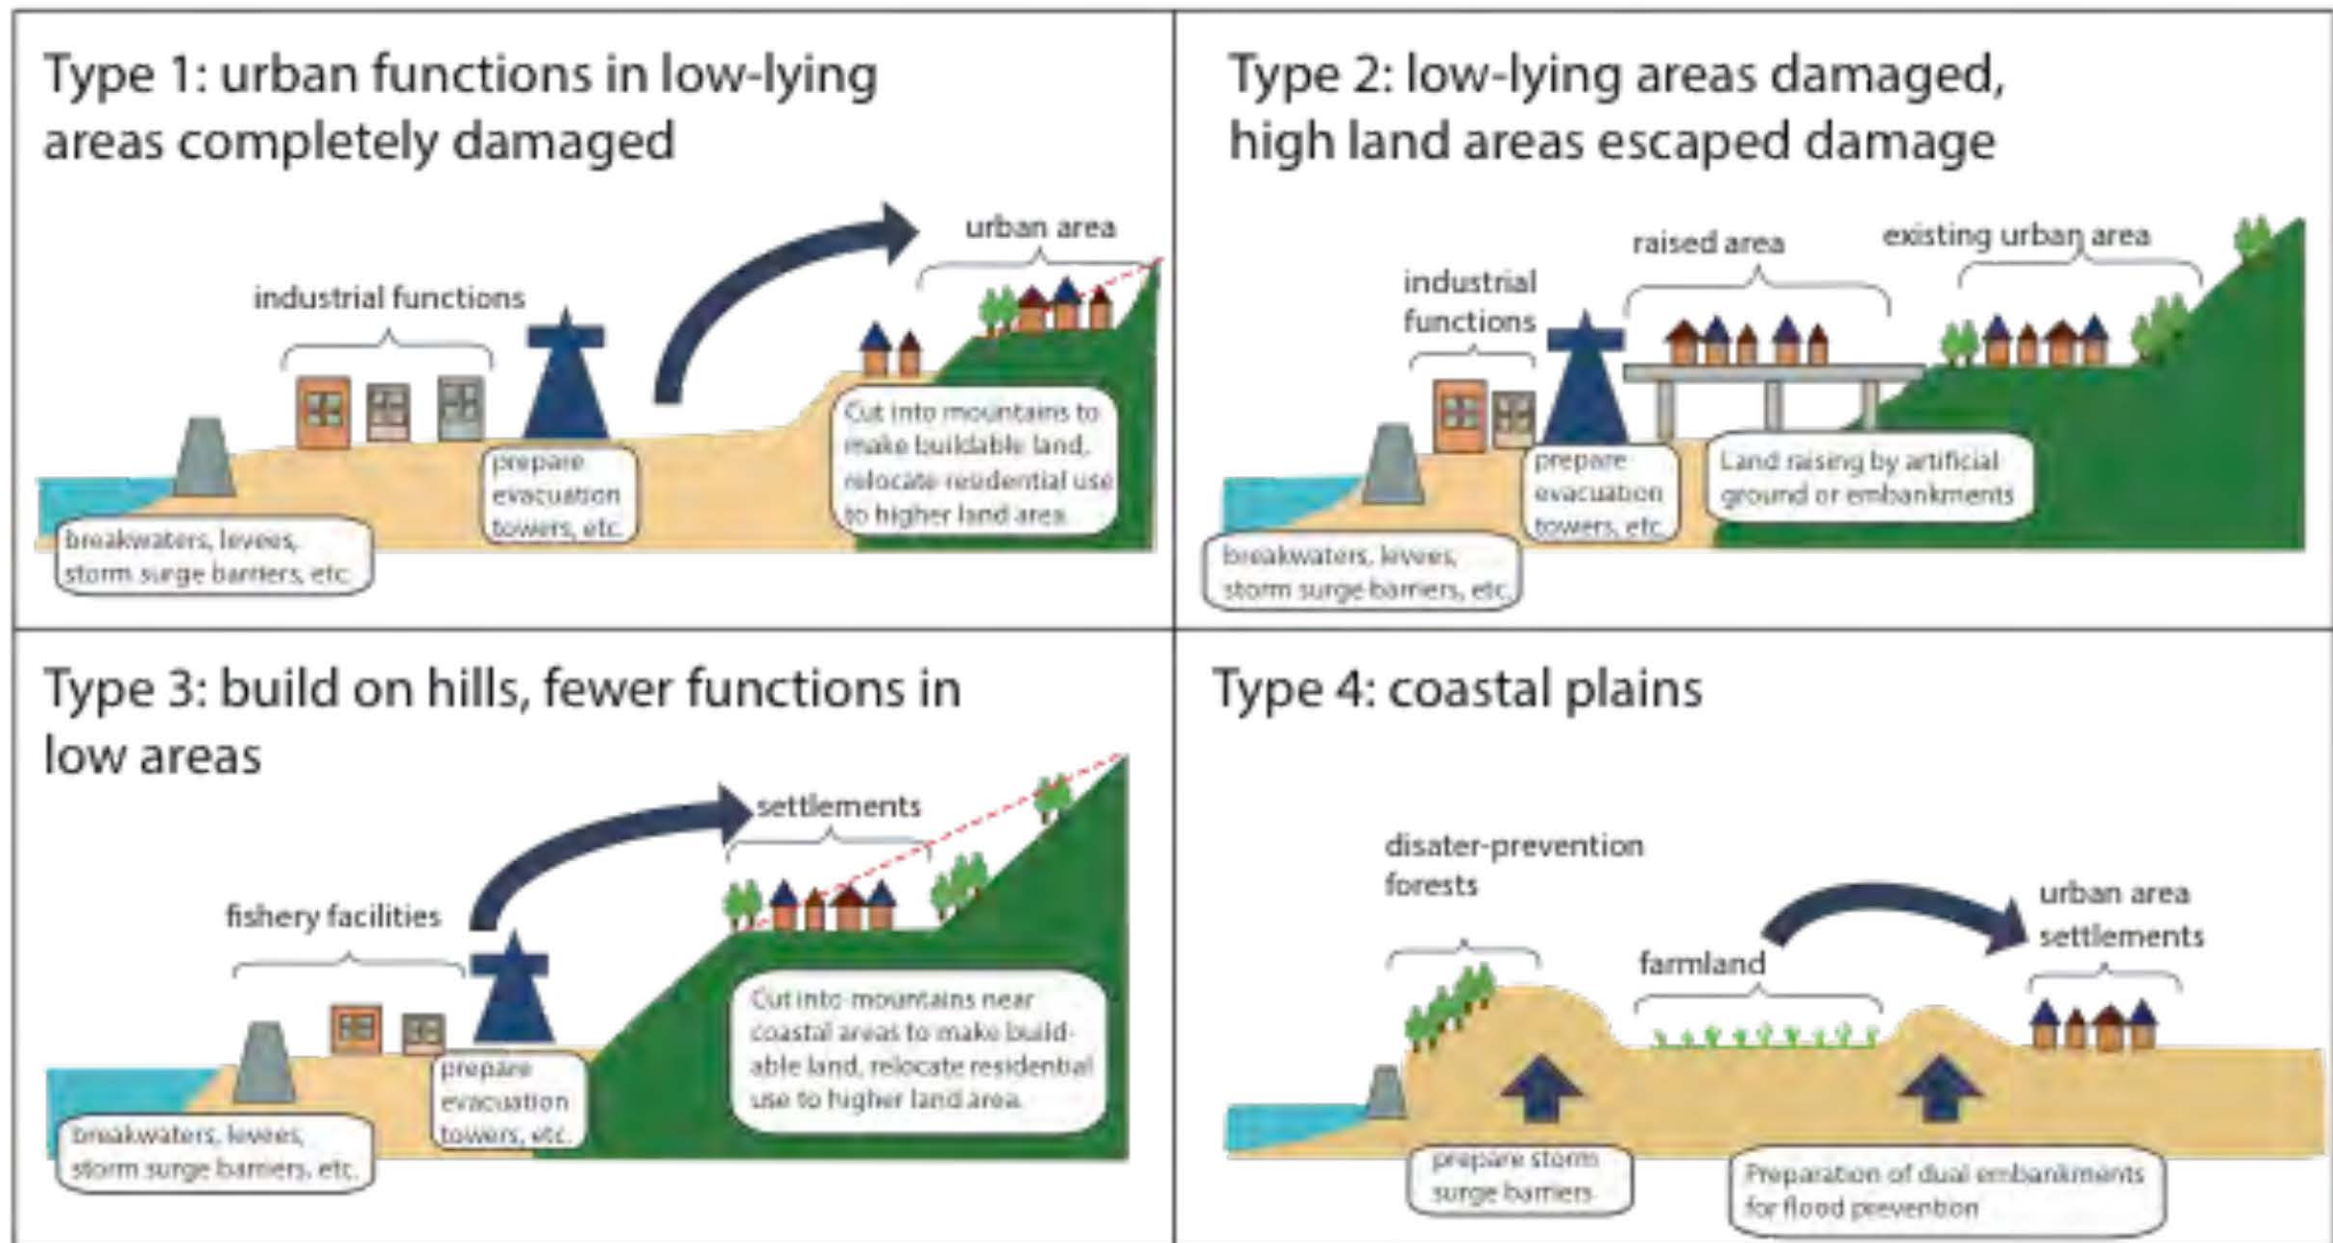 Type 1: urban functions in low-lying
areas completely damaged
urban area
industrial functions
Cut into mountains to
make buildable land,
relocate residential use
to higher land area.
prepare
evacuation
towers, etc.
breakwaters, levees,
storm surge barriers, etc.
Type 2: low-lying areas damaged,
high land areas escaped damage
existing urban area
raised area
industrial
functions
prepare
evacuation
towers, etc.
Land raising by artificial
ground or embankments
breakwaters, levees,
storm surge barriers, etc.
Type 3: build on hills, fewer functions in
low areas
settlements
fishery facilities
Cut into mountains near
coastal areas to make build-
able land, relocate residential
use to higher land area.
prepare
evacuation
towers, etc.
breakwaters, levees,
storm surge barriers, etc.
Type 4: coastal plains
disater-prevention
forests
urban area
settlements
farmland
prepare storm
surge barriers
Preparation of dual embankments
for flood prevention